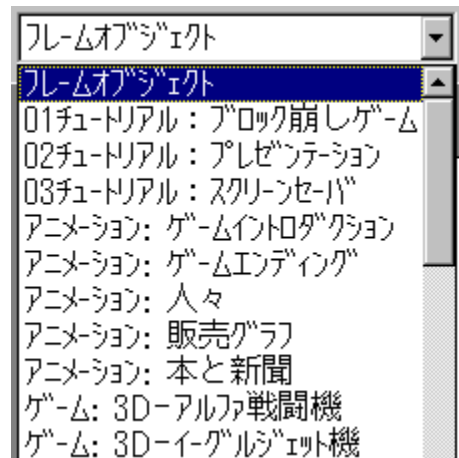 ﾌﾚｰﾑｵﾌﾞｼﾞｪｸﾄ
ﾌﾚｰﾑｵﾌﾞｼﾞｪｸﾄ
01ﾁｭｰﾄﾘｱﾙ：ﾌﾞﾛｯｸ崩しｹﾞｰﾑ
02ﾁｭｰﾄﾘｱﾙ：ﾌﾟﾚｾﾞﾝﾃｰｼｮﾝ
03ﾁｭｰﾄﾘｱﾙ：ｽｸﾘｰﾝｾｰﾊﾞ
ｱﾆﾒｰｼｮﾝ: ｹﾞｰﾑｲﾝﾄﾛﾀﾞｸｼｮﾝ
ｱﾆﾒｰｼｮﾝ: ｹﾞｰﾑｴﾝﾃﾞｨﾝｸﾞ
ｱﾆﾒｰｼｮﾝ: 人々
ｱﾆﾒｰｼｮﾝ: 販売ｸﾞﾗﾌ
ｱﾆﾒｰｼｮﾝ: 本と新聞
ｹﾞｰﾑ: 3D-ｱﾙﾌｧ戦闘機
ｹﾞｰﾑ: 3D-ｲｰｸﾞﾙｼﾞｪｯﾄ機